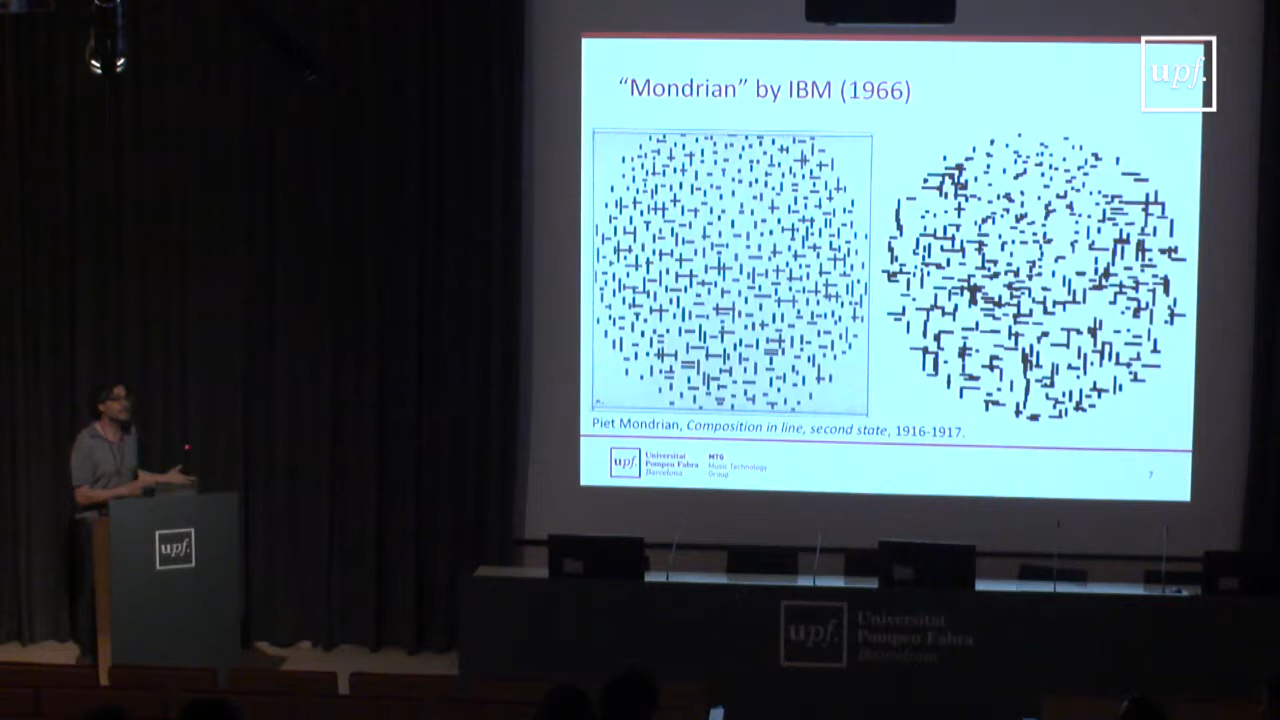 "Mondrian" by IBM (1966)
upf.
Piet Mondrian, Composition in line, second state, 1916-1917.
upf.
Universitat
Pompeu Fabra
Barcelona
MTG
Music Technology
Group
7
upf.
upf.
Universitat
Pompeu Fabra
Barcelona